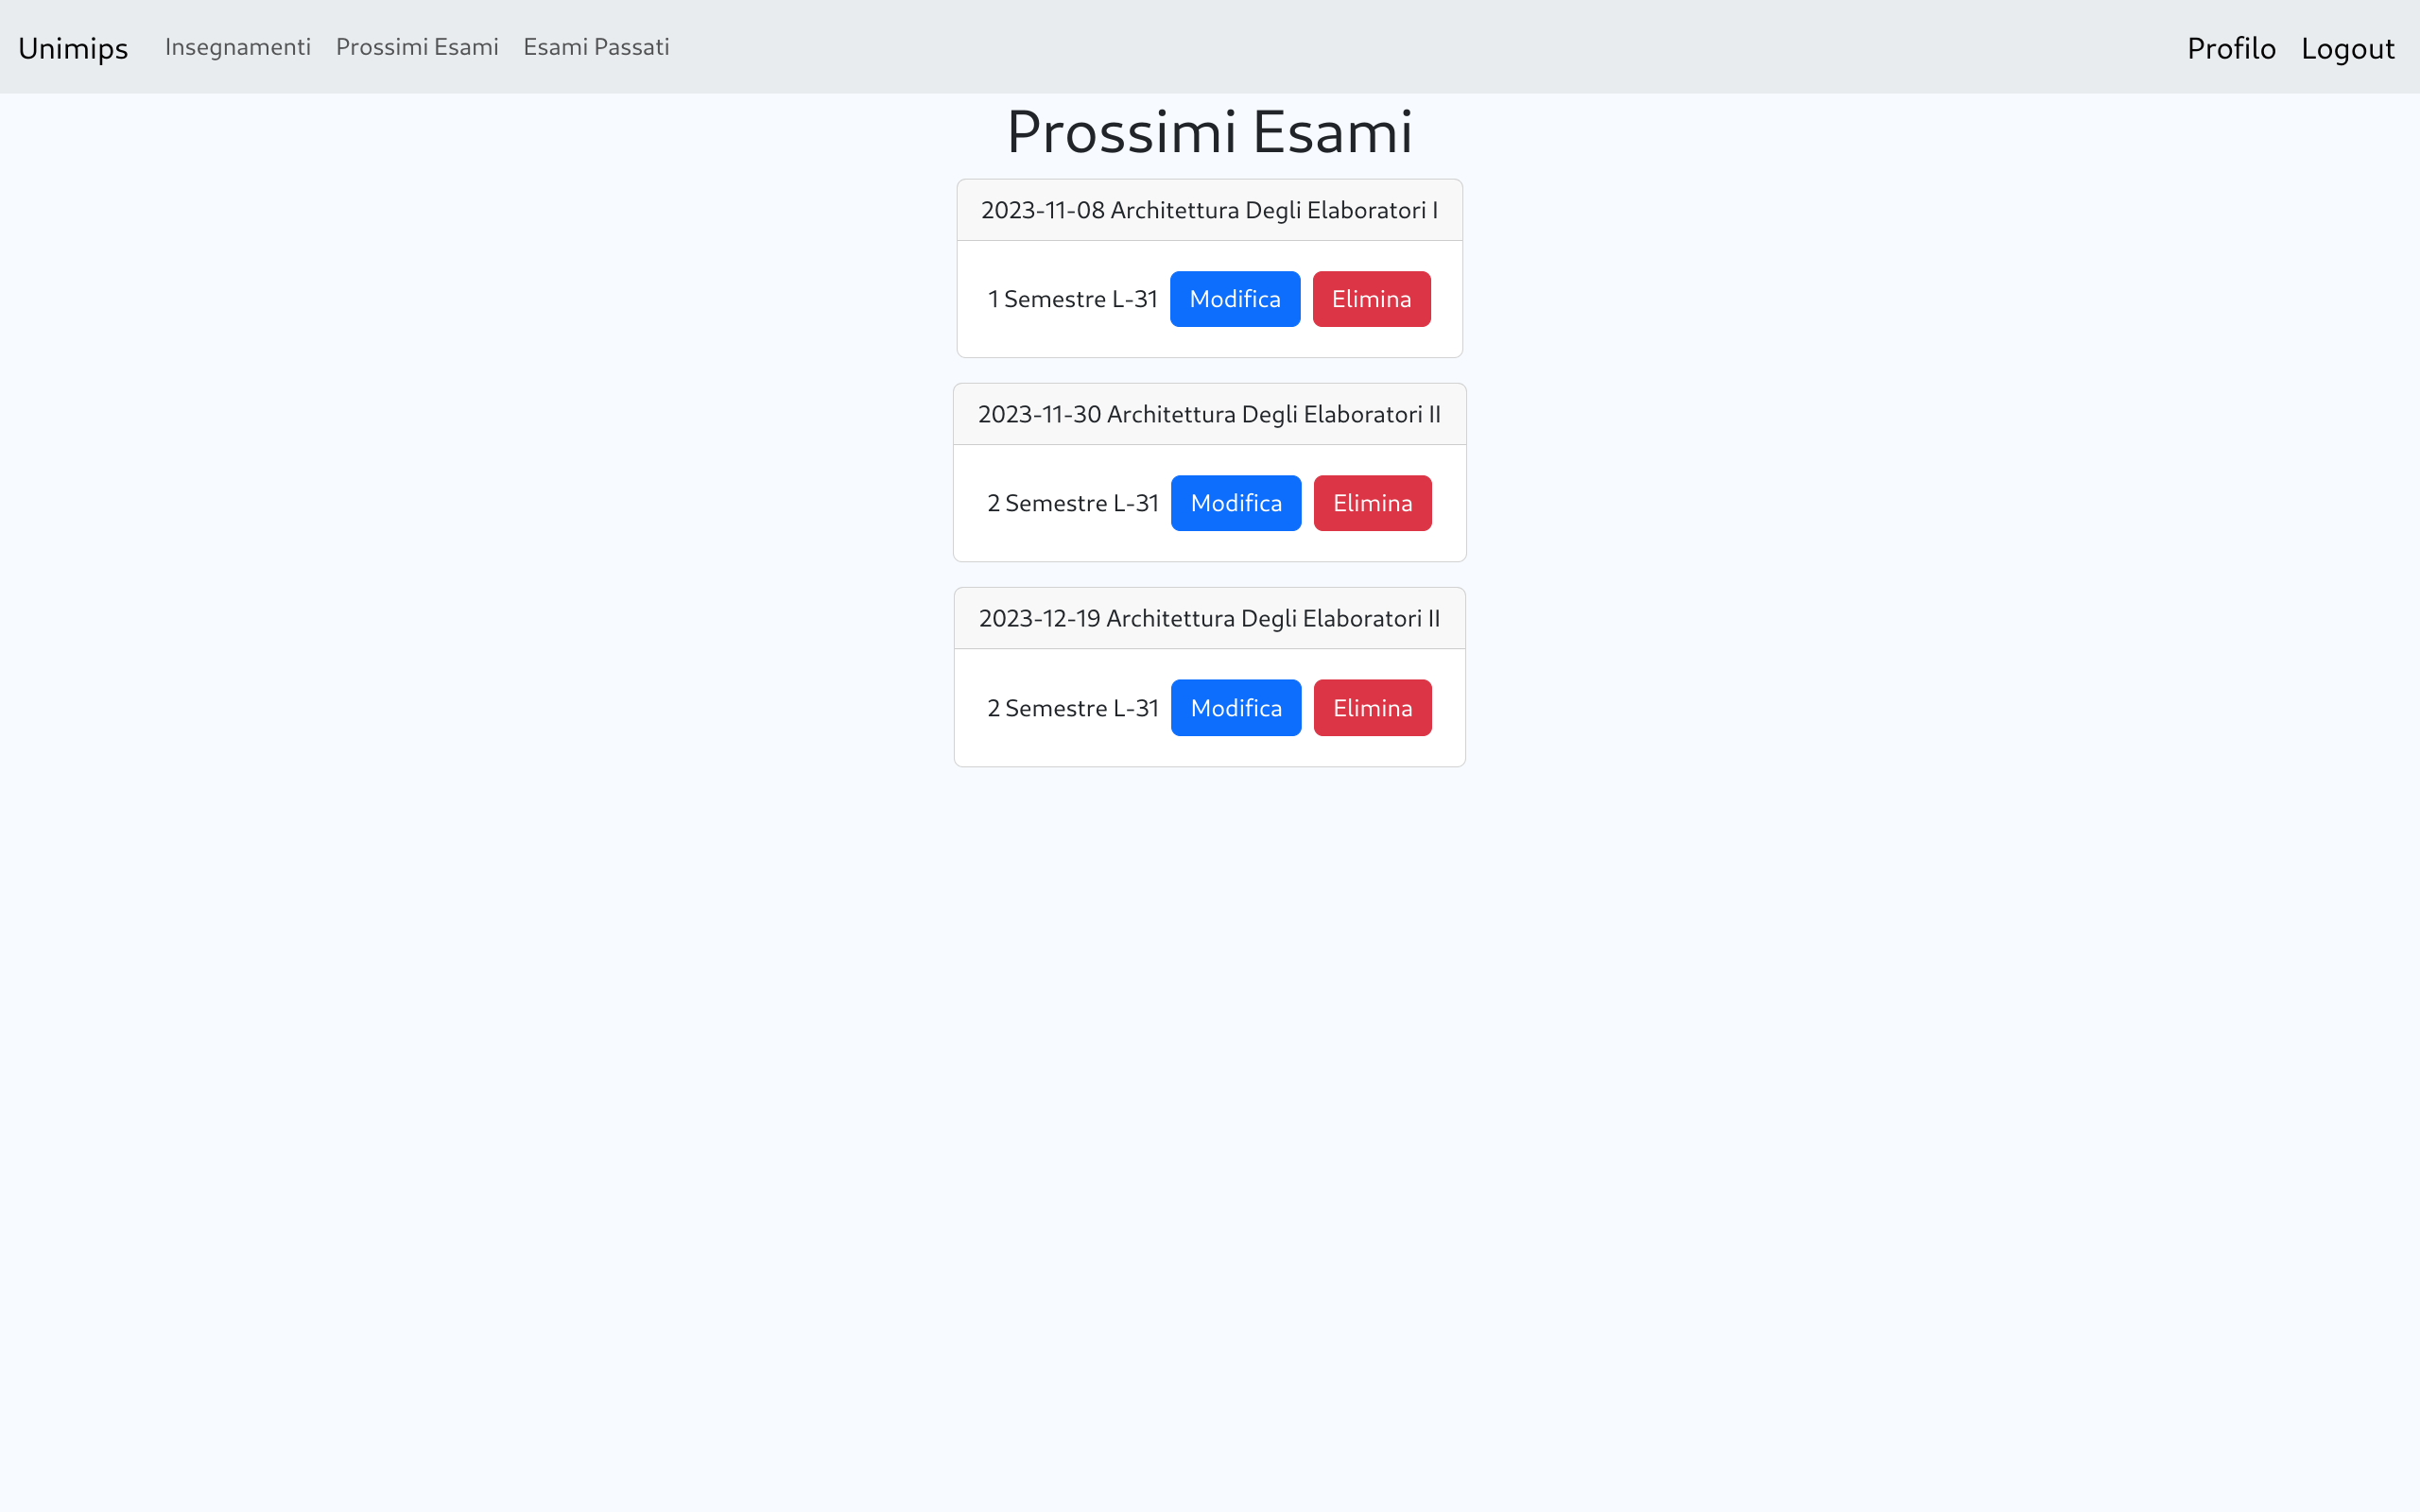 Unimips Insegnamenti Prossimi Esami Esami Passati Profilo Logout
Prossimi Esami
2023-11-08 Architettura Degli Elaboratori I
1 Semestre L-31 Modifica Elimina
2023-11-30 Architettura Degli Elaboratori II
2 Semestre L-31 Modifica Elimina
2023-12-19 Architettura Degli Elaboratori II
2 Semestre L-31 Modifica Elimina